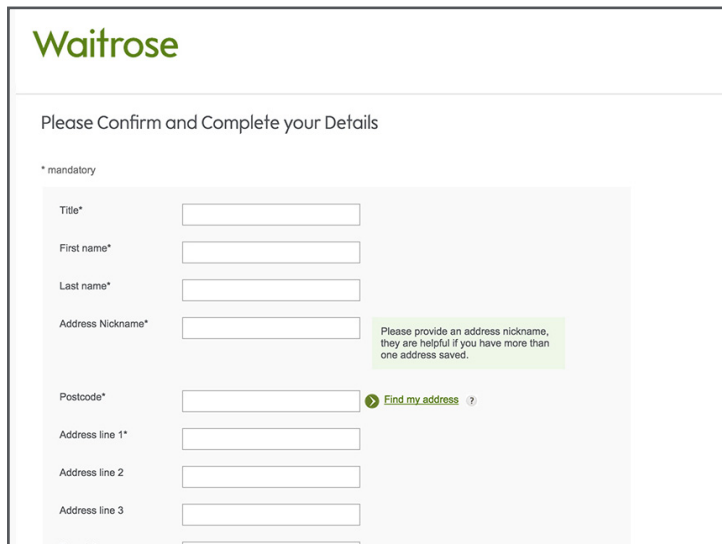 Waitrose
Please Confirm and Complete your Details
* mandatory
Title*
First name*
Last name*
Address Nickname*
Please provide an address nickname,
they are helpful if you have more than
one address saved.
Postcode*
Find my address ?
Address line 1*
Address line 2
Address line 3